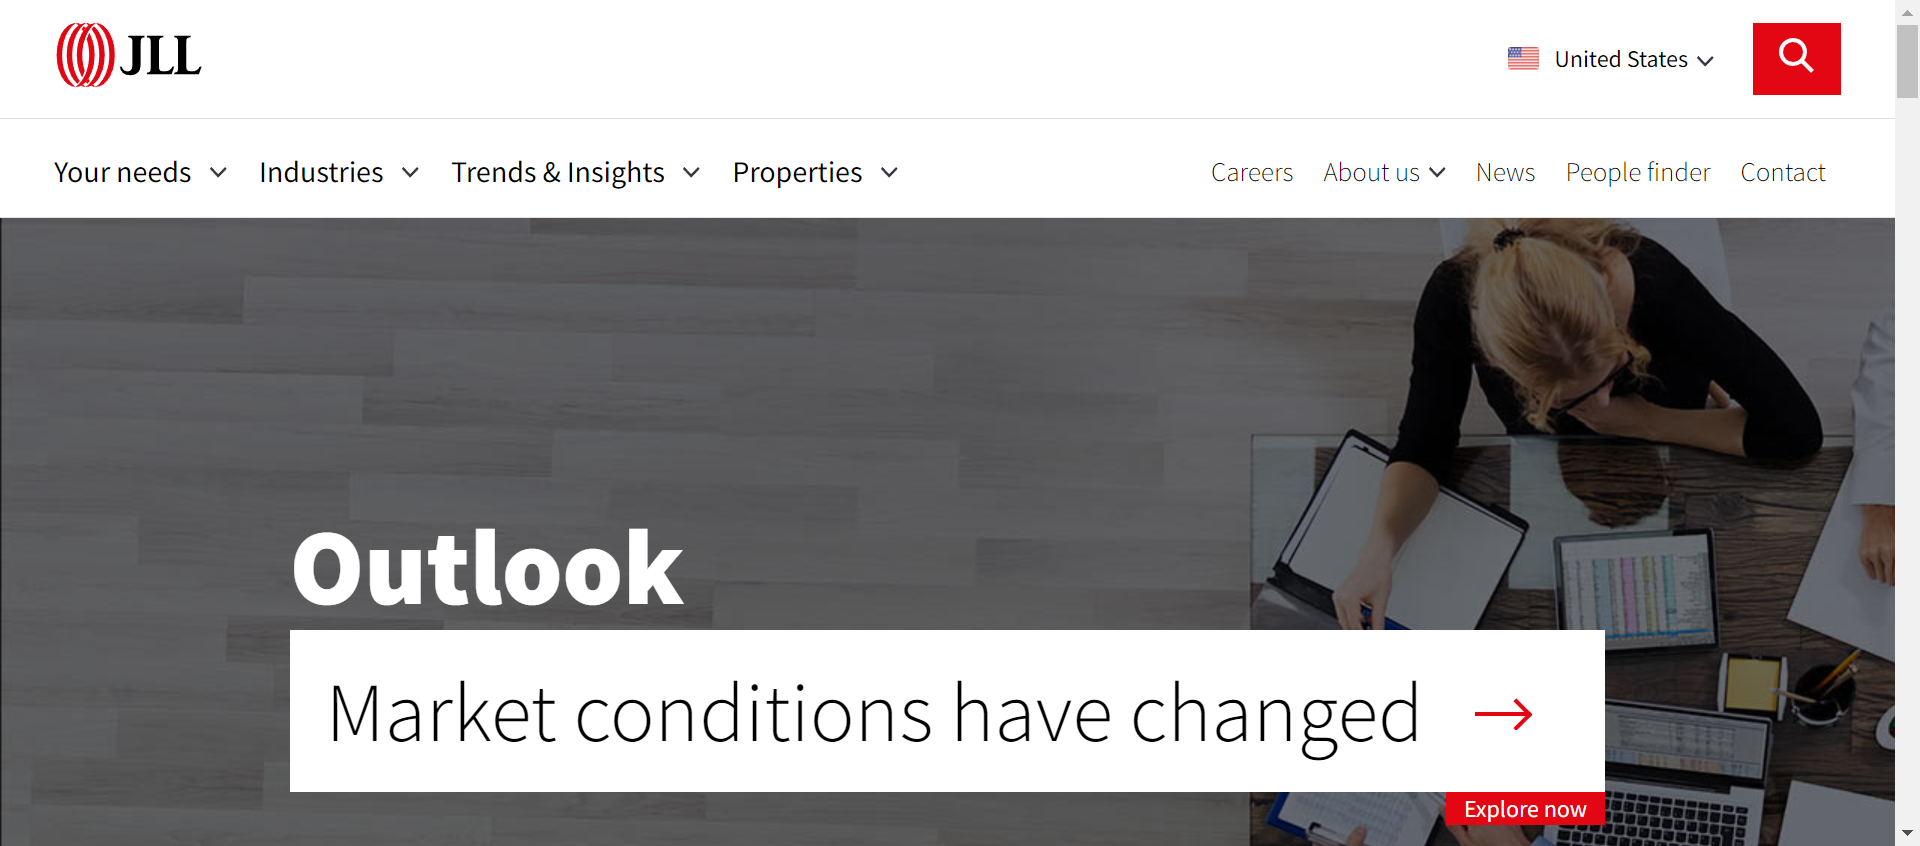 JLL
United States
Your needs
Industries
Trends & Insights
Properties
Careers
About us
News
People finder
Contact
Outlook
Market conditions have changed
Explore now